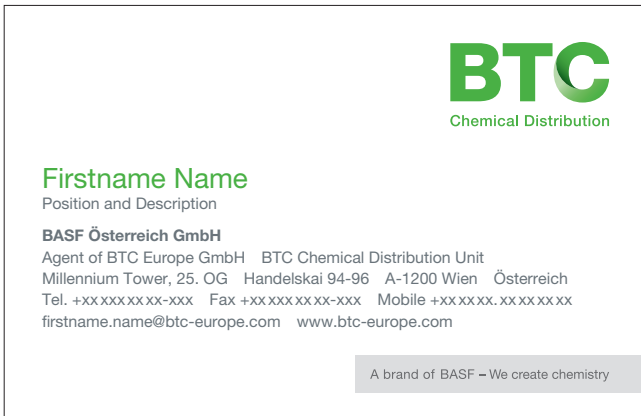 BTC
Chemical Distribution
Firstname Name
Position and Description
BASF Österreich GmbH
Agent of BTC Europe GmbH BTC Chemical Distribution Unit
Millennium Tower, 25. OG Handelskai 94-96 A-1200 Wien Österreich
Tel. +xxxxxxxx-xxx Fax +xxxxxxxx-xxx Mobile +xxxxxx.xxxxxxxx
firstname.name@btc-europe.com www.btc-europe.com
A brand of BASF – We create chemistry